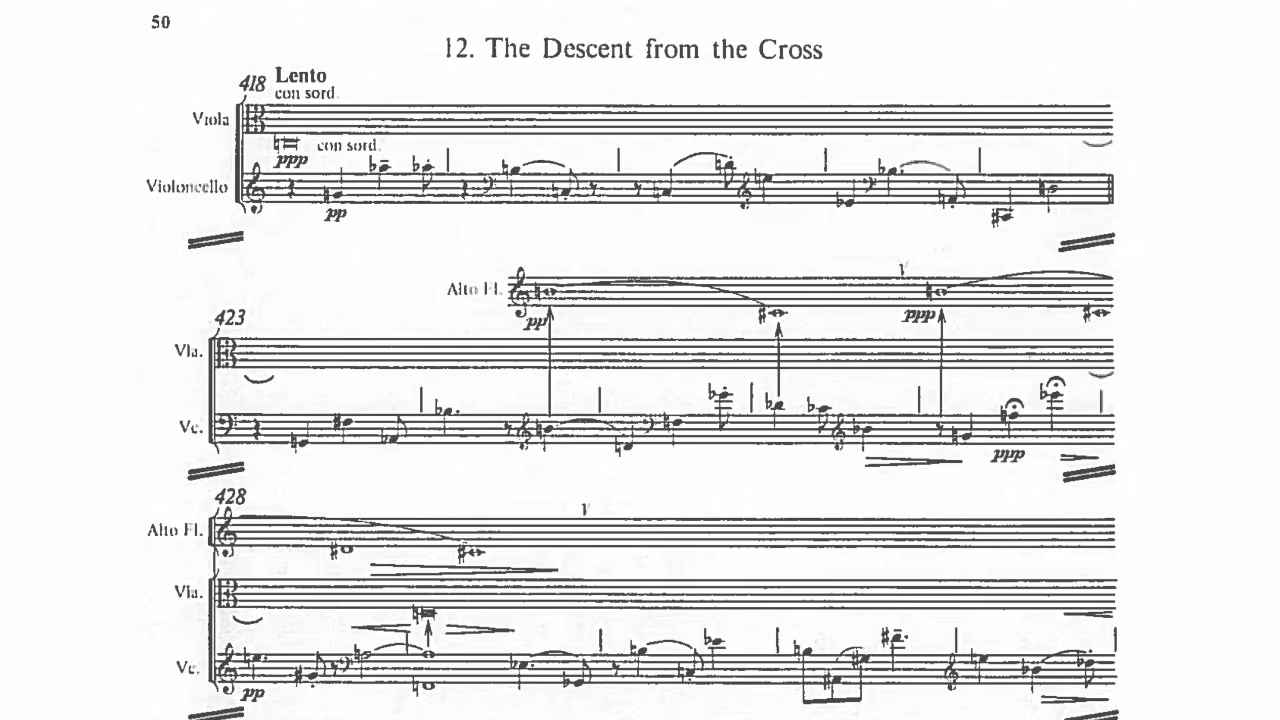 50
12. The Descent from the Cross
418 Lento
con sord.
Viola
ppp con sord.
Violoncello
pp
Alto Fl.
pp ppp
423
Vla.
Vc.
ppp
428
Alto Fl.
Vla.
Vc.
pp